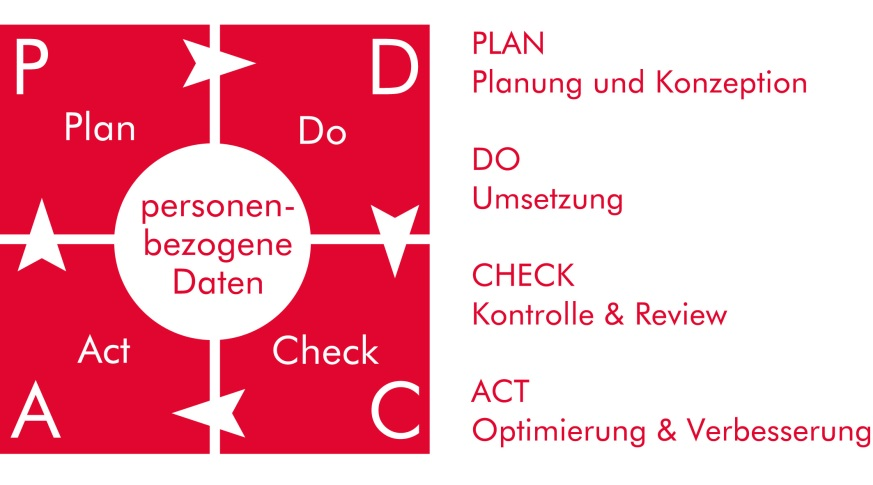 P
D
Plan
Do
personen-
bezogene
Daten
Act
Check
A
C
PLAN
Planung und Konzeption
DO
Umsetzung
CHECK
Kontrolle & Review
ACT
Optimierung & Verbesserung